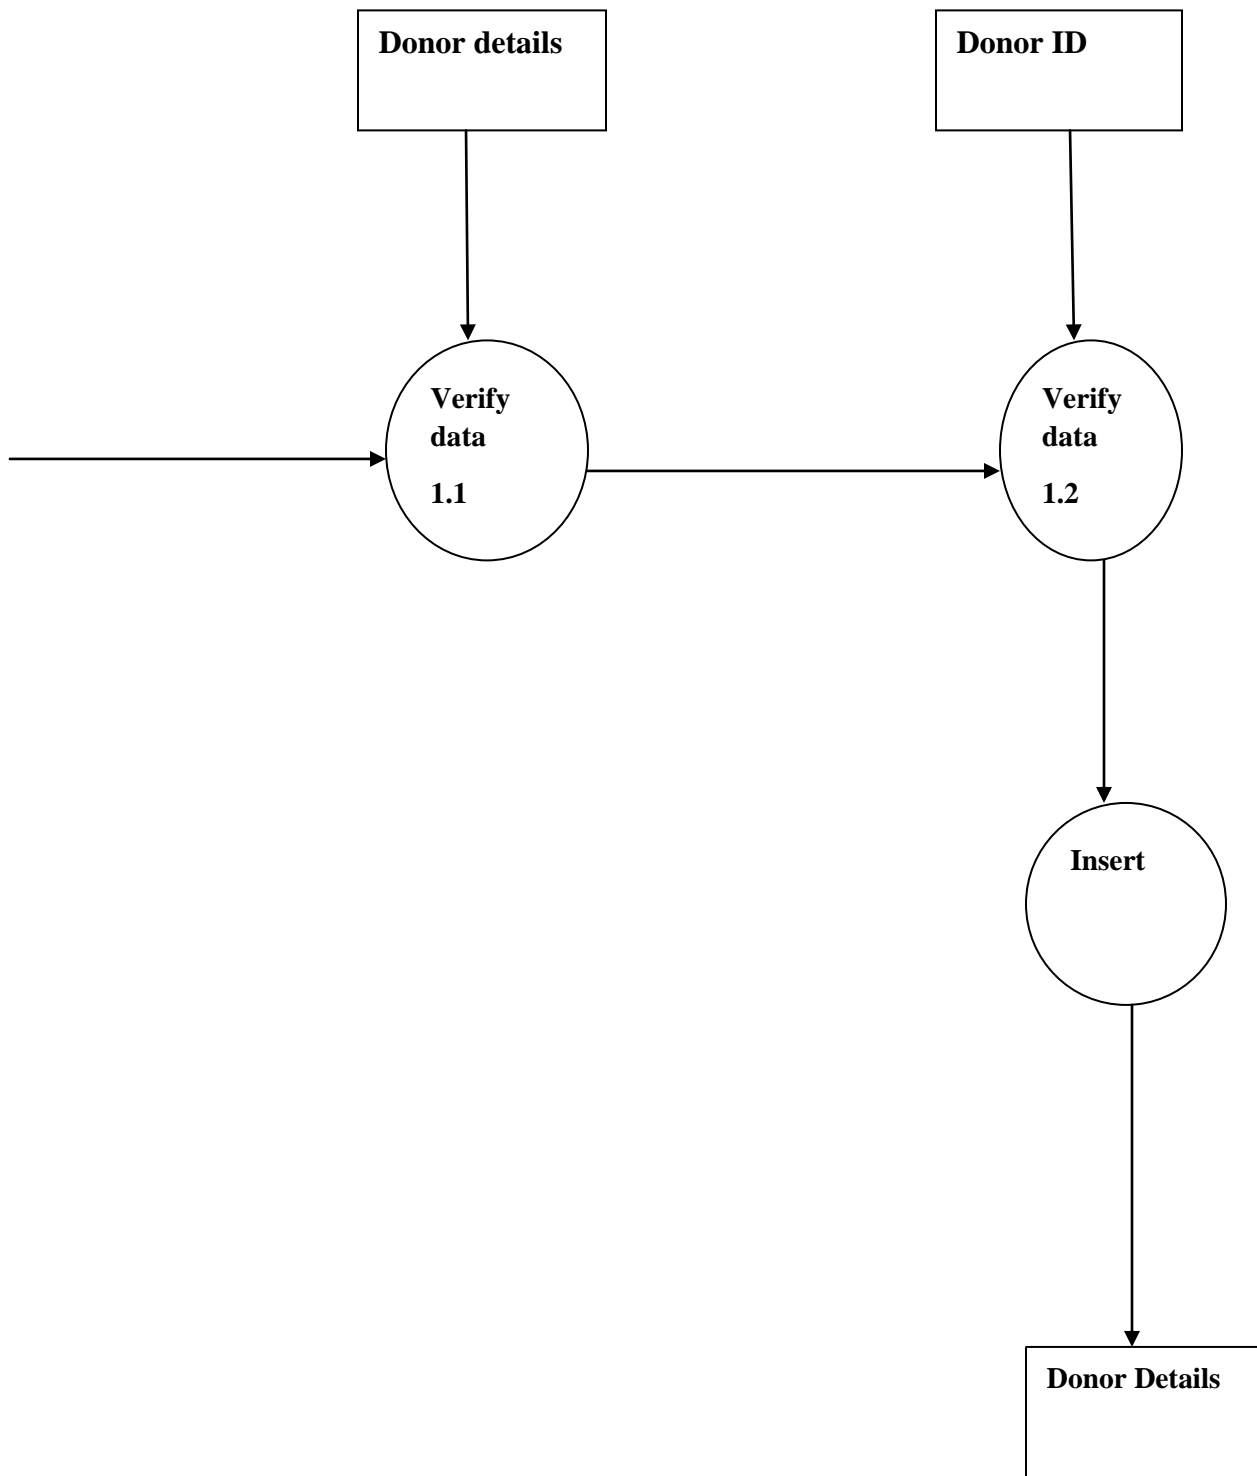 Donor details
Donor ID
Verify
data
1.1
Verify
data
1.2
Insert
Donor Details